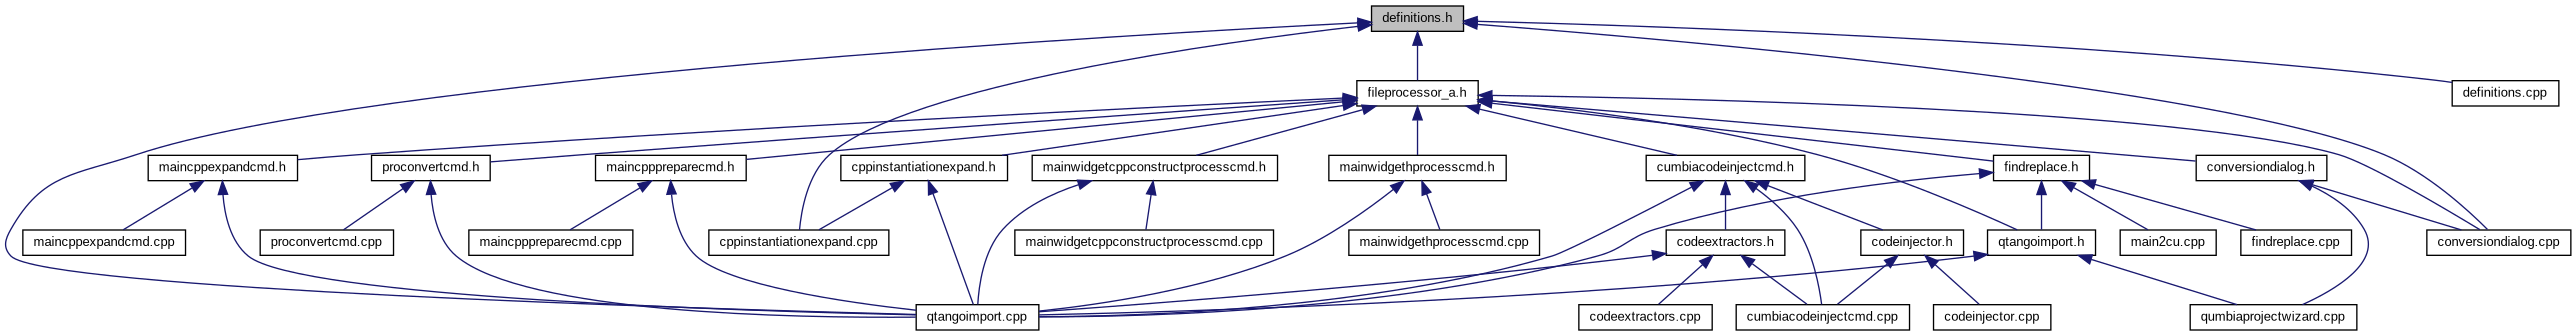 definitions.h
fileprocessor_a.h
definitions.cpp
maincppexpandcmd.h
proconvertcmd.h
maincpppreparecmd.h
cppinstantiationexpand.h
mainwidgetcppconstructprocesscmd.h
mainwidgethprocesscmd.h
cumbiacodeinjectcmd.h
findreplace.h
conversiondialog.h
maincppexpandcmd.cpp
proconvertcmd.cpp
maincpppreparecmd.cpp
cppinstantiationexpand.cpp
mainwidgetcppconstructprocesscmd.cpp
mainwidgethprocesscmd.cpp
codeextractors.h
codeinjector.h
qtangoimport.h
main2cu.cpp
findreplace.cpp
conversiondialog.cpp
qtangoimport.cpp
codeextractors.cpp
cumbiacodeinjectcmd.cpp
codeinjector.cpp
qumbiaprojectwizard.cpp